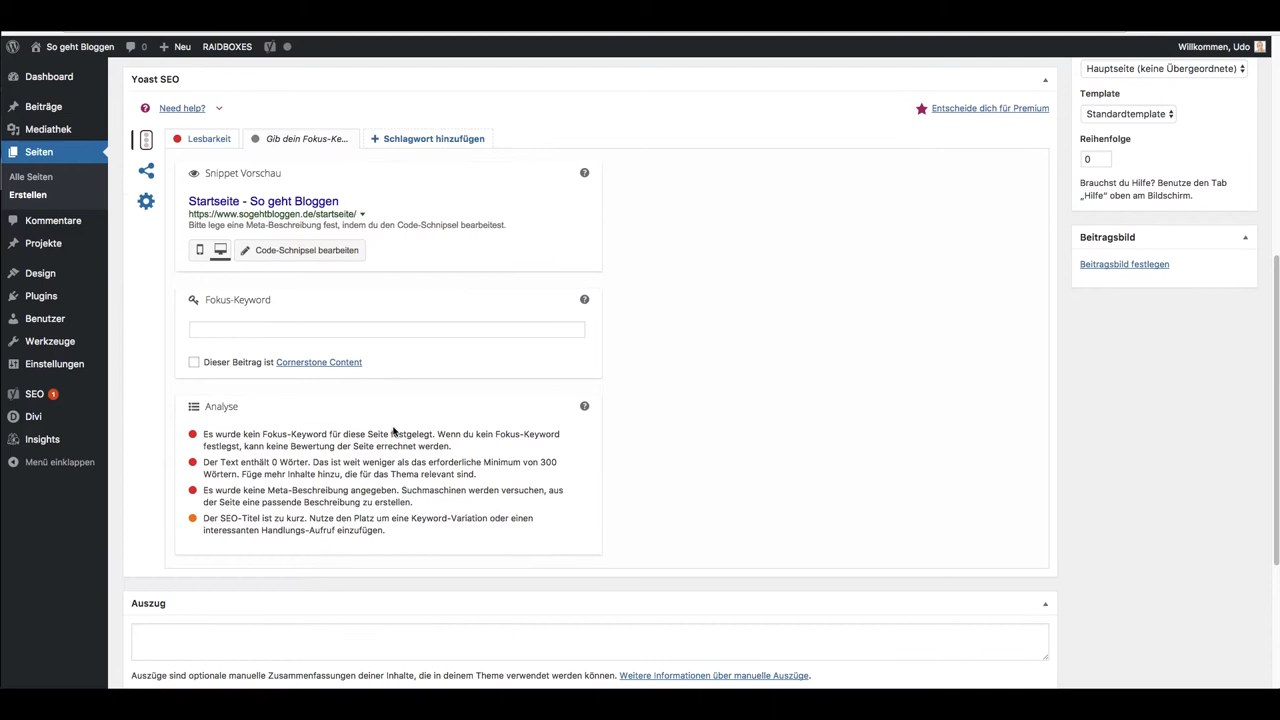 So geht Bloggen 0 Neu RAIDBOXES Willkommen, Udo
Dashboard
Beiträge
Mediathek
Seiten
Alle Seiten
Erstellen
Kommentare
Projekte
Design
Plugins
Benutzer
Werkzeuge
Einstellungen
SEO 1
Divi
Insights
Menü einklappen
Yoast SEO
Need help?
Entscheide dich für Premium
Lesbarkeit
Gib dein Fokus-Ke...
Schlagwort hinzufügen
Snippet Vorschau
Startseite - So geht Bloggen
https://www.sogehtbloggen.de/startseite/
Bitte lege eine Meta-Beschreibung fest, indem du den Code-Schnipsel bearbeitest.
Code-Schnipsel bearbeiten
Fokus-Keyword
Dieser Beitrag ist Cornerstone Content
Analyse
Es wurde kein Fokus-Keyword für diese Seite festgelegt. Wenn du kein Fokus-Keyword
festlegst, kann keine Bewertung der Seite errechnet werden.
Der Text enthält 0 Wörter. Das ist weit weniger als das erforderliche Minimum von 300
Wörtern. Füge mehr Inhalte hinzu, die für das Thema relevant sind.
Es wurde keine Meta-Beschreibung angegeben. Suchmaschinen werden versuchen, aus
der Seite eine passende Beschreibung zu erstellen.
Der SEO-Titel ist zu kurz. Nutze den Platz um eine Keyword-Variation oder einen
interessanten Handlungs-Aufruf einzufügen.
Auszug
Auszüge sind optionale manuelle Zusammenfassungen deiner Inhalte, die in deinem Theme verwendet werden können. Weitere Informationen über manuelle Auszüge.
Hauptseite (keine Übergeordnete)
Template
Standardtemplate
Reihenfolge
0
Brauchst du Hilfe? Benutze den Tab
„Hilfe" oben am Bildschirm.
Beitragsbild
Beitragsbild festlegen